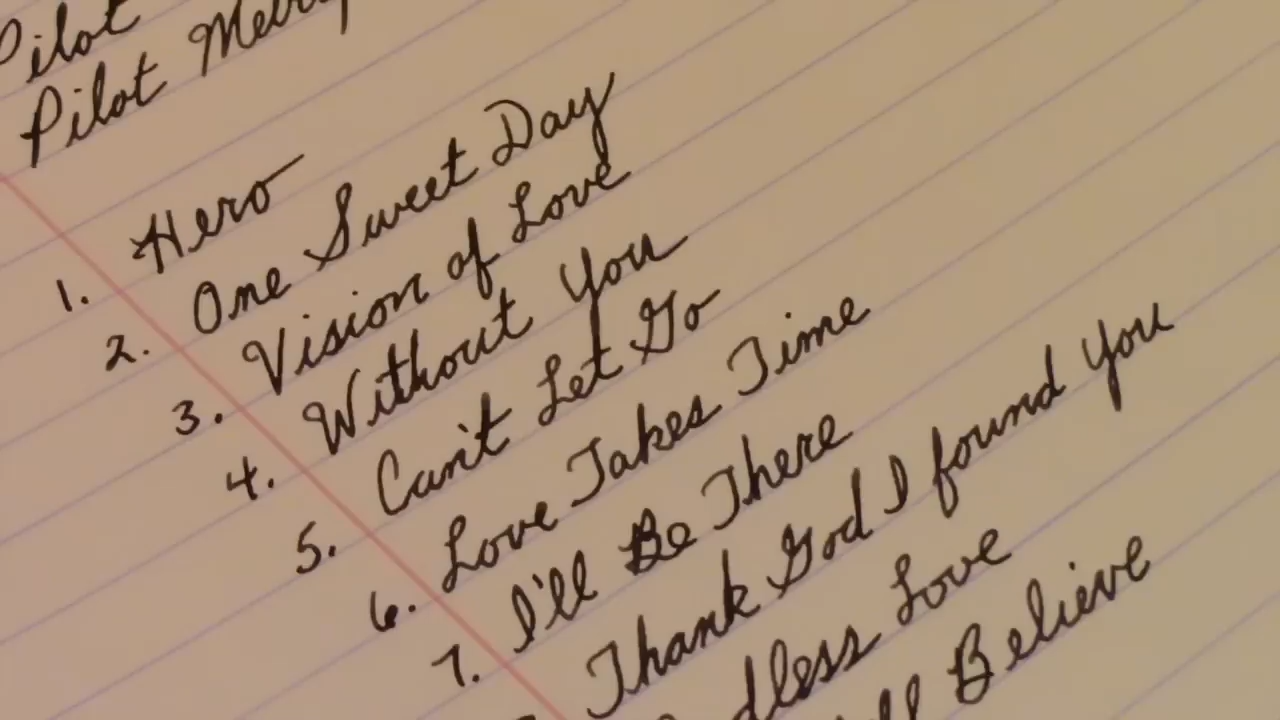 Pilot
Pilot
1. Hero
2. One Sweet Day
3. Vision of Love
4. Without You
5. Can't Let Go
6. Love Takes Time
7. I'll Be There
Thank God I found You
Love
Believe